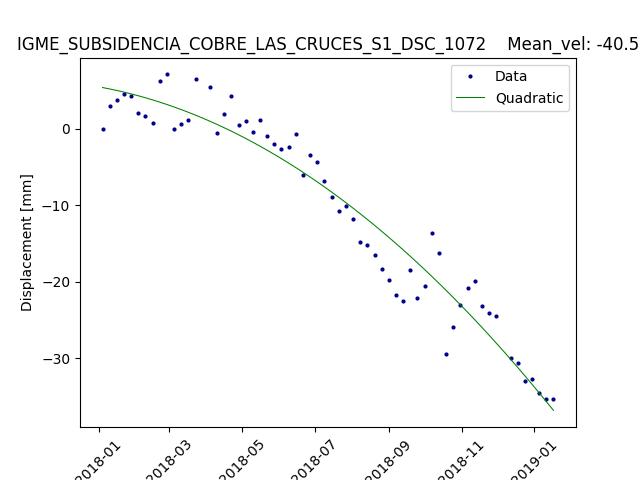 IGME_SUBSIDENCIA_COBRE_LAS_CRUCES_S1_DSC_1072    Mean_vel: -40.5
Data
Quadratic
Displacement [mm]
0
−10
−20
−30
2018-01
2018-03
2018-05
2018-07
2018-09
2018-11
2019-01